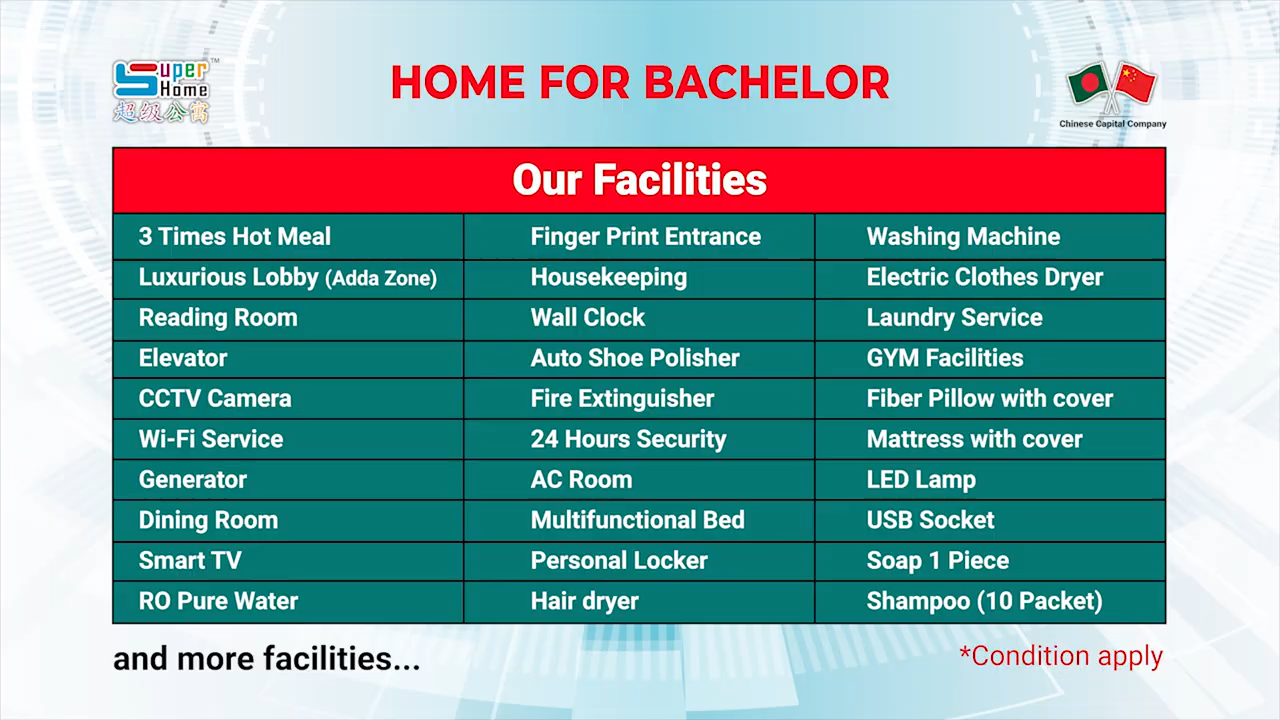 Super Home™
超级公寓
HOME FOR BACHELOR
Chinese Capital Company
Our Facilities
3 Times Hot Meal Finger Print Entrance Washing Machine
Luxurious Lobby (Adda Zone) Housekeeping Electric Clothes Dryer
Reading Room Wall Clock Laundry Service
Elevator Auto Shoe Polisher GYM Facilities
CCTV Camera Fire Extinguisher Fiber Pillow with cover
Wi-Fi Service 24 Hours Security Mattress with cover
Generator AC Room LED Lamp
Dining Room Multifunctional Bed USB Socket
Smart TV Personal Locker Soap 1 Piece
RO Pure Water Hair dryer Shampoo (10 Packet)
and more facilities...
*Condition apply